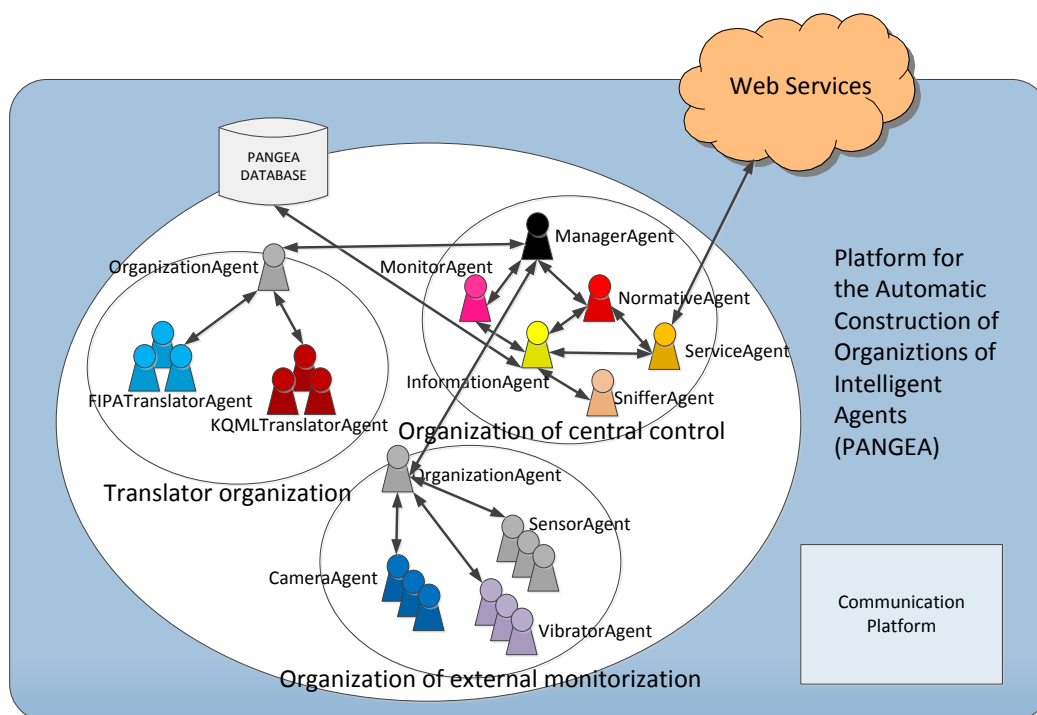 Web Services
PANGEA
DATABASE
ManagerAgent
OrganizationAgent
MonitorAgent
NormativeAgent
ServiceAgent
InformationAgent
SnifferAgent
FIPATranslatorAgent
KQMLTranslatorAgent
Organization of central control
Translator organization
OrganizationAgent
SensorAgent
CameraAgent
VibratorAgent
Organization of external monitorization
Platform for
the Automatic
Construction of
Organiztions of
Intelligent
Agents
(PANGEA)
Communication
Platform